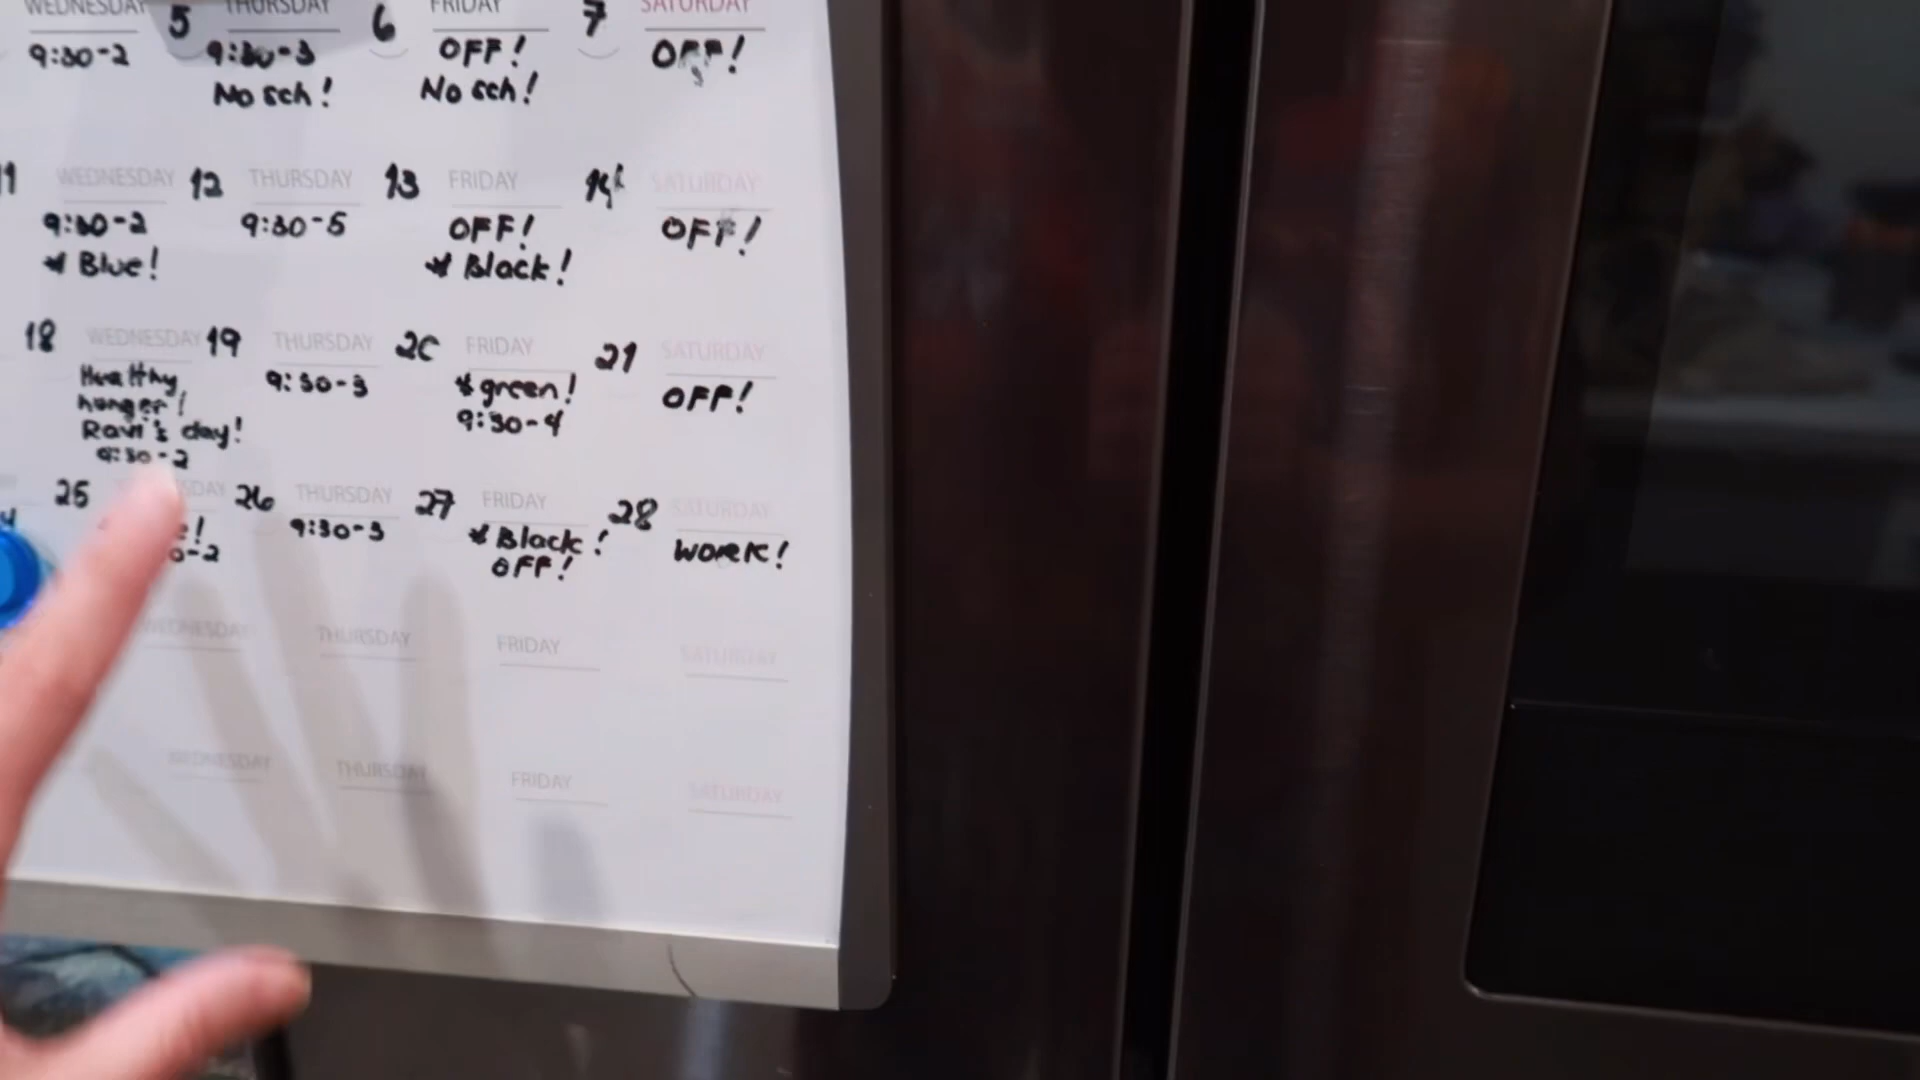 WEDNESDAY 5 THURSDAY 6 FRIDAY 7 SATURDAY
9:30-2 9:30-3 OFF! OFF!
No sch! No sch!
11 WEDNESDAY 12 THURSDAY 13 FRIDAY 14 SATURDAY
9:30-2 9:30-5 OFF! OFF!
* Blue! * Black!
18 WEDNESDAY 19 THURSDAY 20 FRIDAY 21 SATURDAY
Healthy 9:30-3 *green! OFF!
hunger! 9:30-4
Ravi's day!
9:30-2
25 26 THURSDAY 27 FRIDAY 28 SATURDAY
9:30-3 * Black! WORK!
OFF!
WEDNESDAY THURSDAY FRIDAY SATURDAY
WEDNESDAY THURSDAY FRIDAY SATURDAY